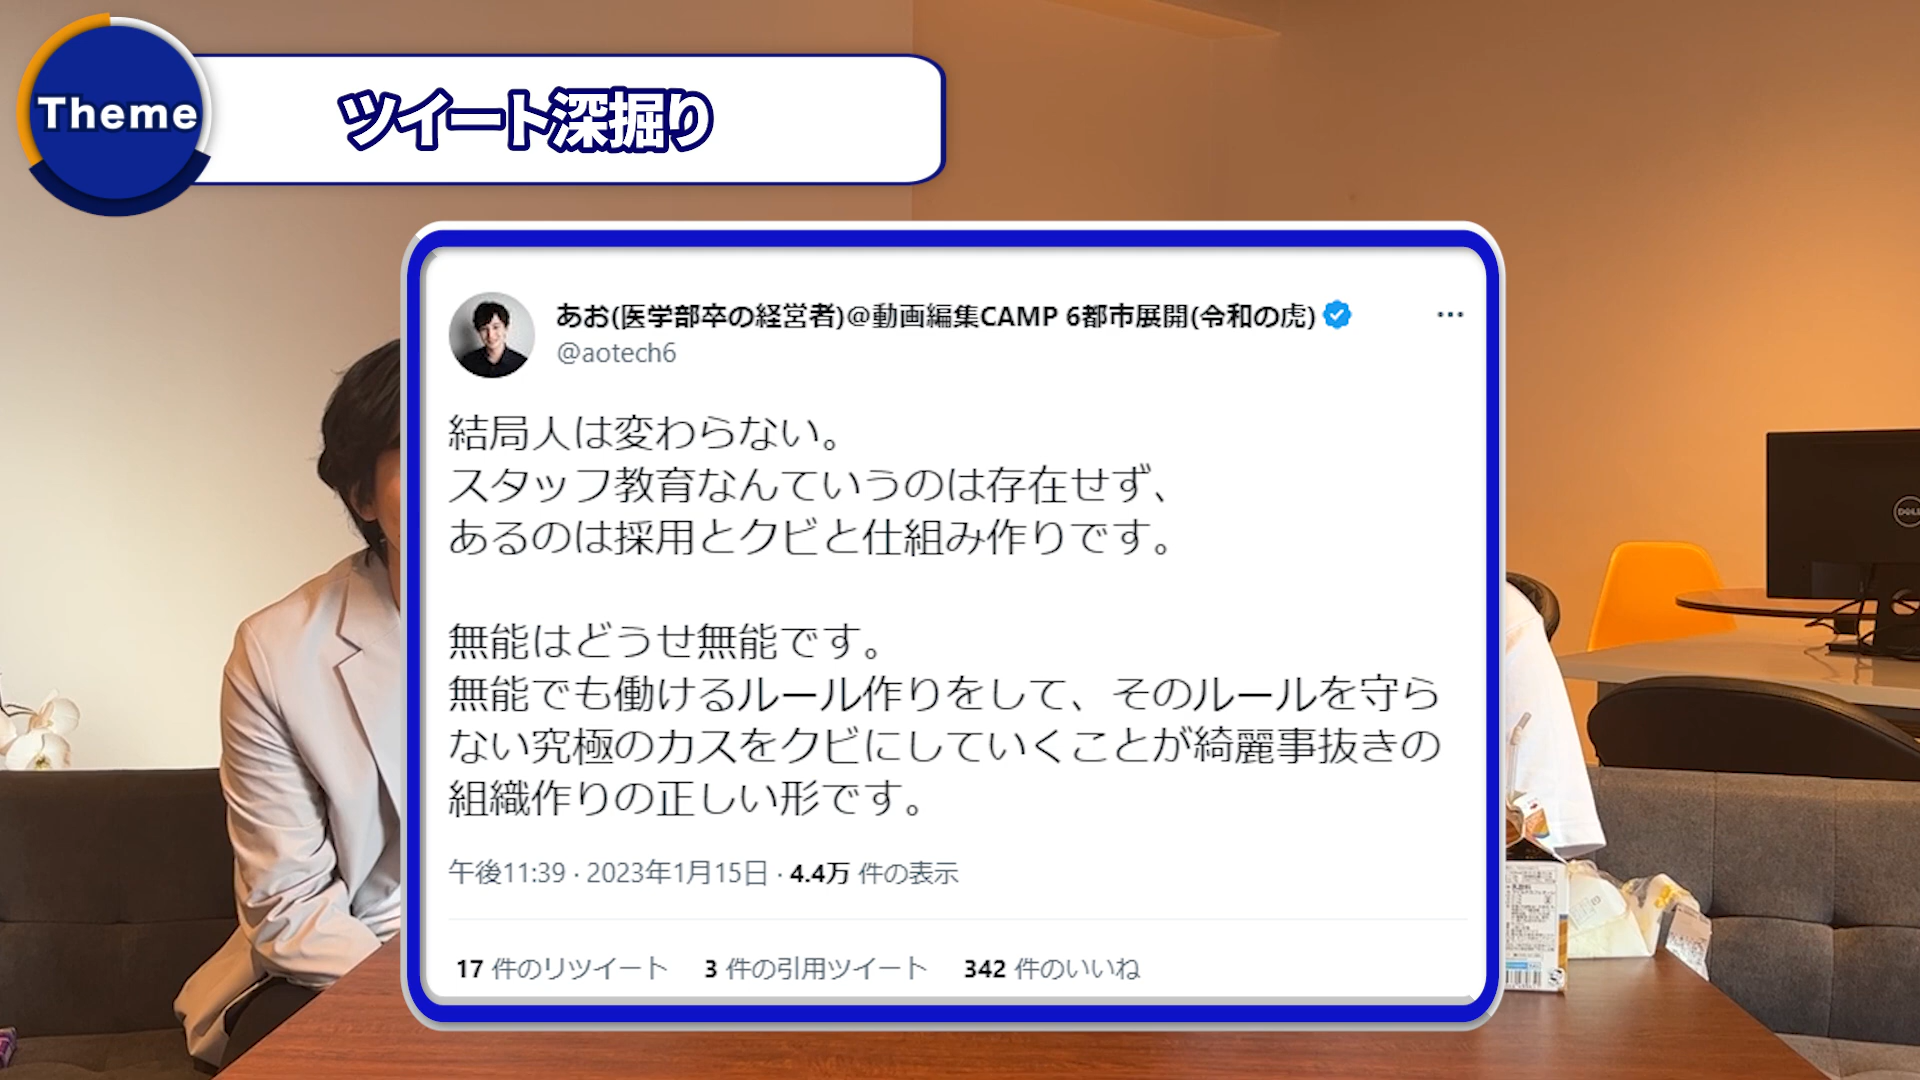 Theme
ツイート深掘り
あお(医学部卒の経営者)@動画編集CAMP 6都市展開(令和の虎)
@aotech6
結局人は変わらない。
スタッフ教育なんていうのは存在せず、
あるのは採用とクビと仕組み作りです。
無能はどうせ無能です。
無能でも働けるルール作りをして、そのルールを守ら
ない究極のカスをクビにしていくことが綺麗事抜きの
組織作りの正しい形です。
午後11:39 · 2023年1月15日 · 4.4万 件の表示
17 件のリツイート 3 件の引用ツイート 342 件のいいね
DELL